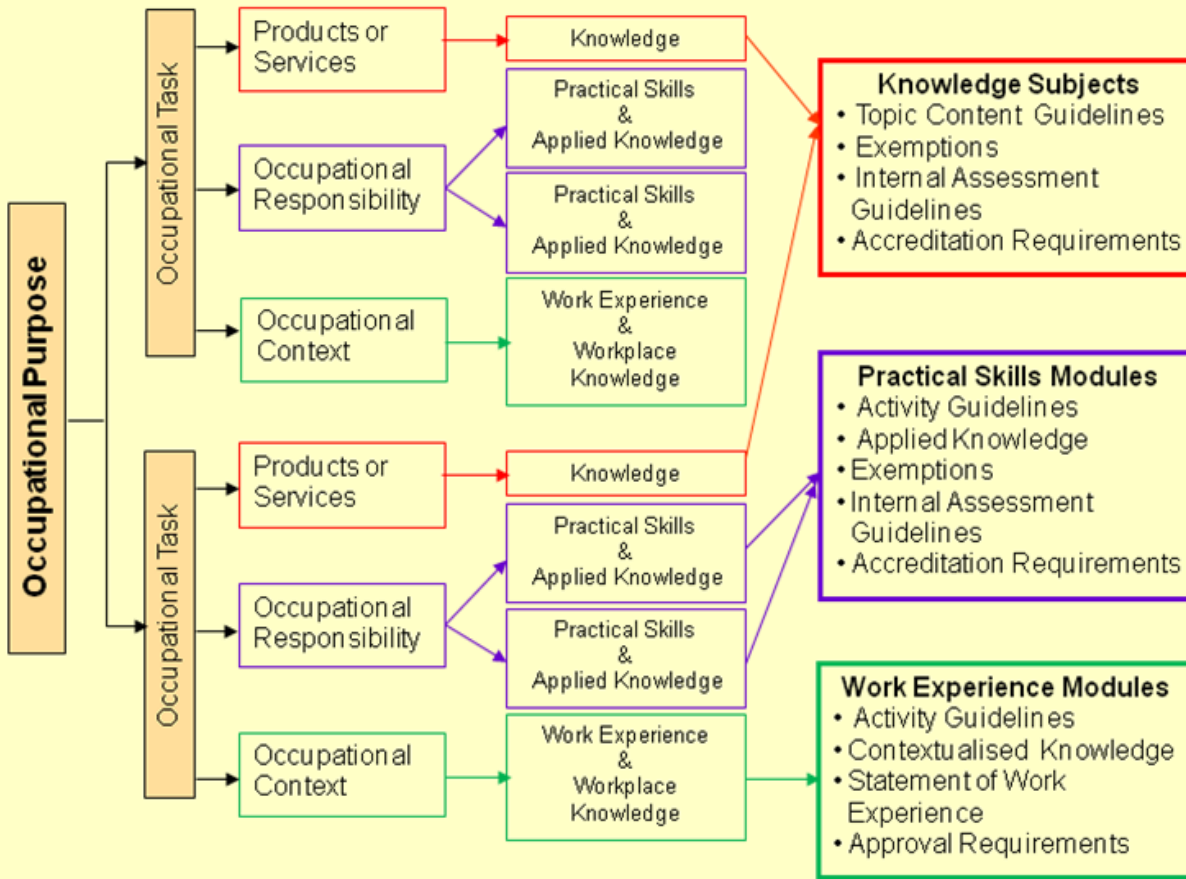 Occupational Purpose
Occupational Task
Products or
Services
Knowledge
Occupational
Responsibility
Practical Skills
&
Applied Knowledge
Practical Skills
&
Applied Knowledge
Occupational
Context
Work Experience
&
Workplace
Knowledge
Occupational Task
Products or
Services
Knowledge
Occupational
Responsibility
Practical Skills
&
Applied Knowledge
Practical Skills
&
Applied Knowledge
Occupational
Context
Work Experience
&
Workplace
Knowledge
Knowledge Subjects
• Topic Content Guidelines
• Exemptions
• Internal Assessment
Guidelines
• Accreditation Requirements
Practical Skills Modules
• Activity Guidelines
• Applied Knowledge
• Exemptions
• Internal Assessment
Guidelines
• Accreditation Requirements
Work Experience Modules
• Activity Guidelines
• Contextualised Knowledge
• Statement of Work
Experience
• Approval Requirements